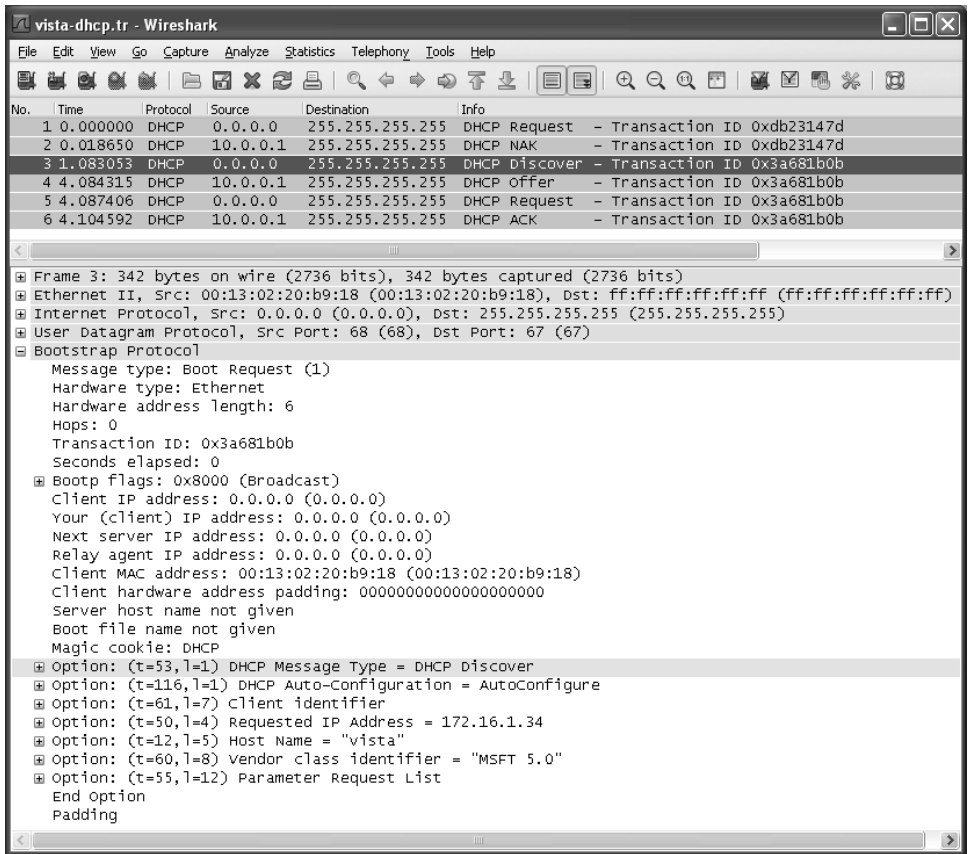 vista-dhcp.tr - Wireshark
File Edit View Go Capture Analyze Statistics Telephony Tools Help
No. Time Protocol Source Destination Info
1 0.000000 DHCP 0.0.0.0 255.255.255.255 DHCP Request – Transaction ID 0xdb23147d
2 0.018650 DHCP 10.0.0.1 255.255.255.255 DHCP NAK – Transaction ID 0xdb23147d
3 1.083053 DHCP 0.0.0.0 255.255.255.255 DHCP Discover – Transaction ID 0x3a681b0b
4 4.084315 DHCP 10.0.0.1 255.255.255.255 DHCP Offer – Transaction ID 0x3a681b0b
5 4.087406 DHCP 0.0.0.0 255.255.255.255 DHCP Request – Transaction ID 0x3a681b0b
6 4.104592 DHCP 10.0.0.1 255.255.255.255 DHCP ACK – Transaction ID 0x3a681b0b
Frame 3: 342 bytes on wire (2736 bits), 342 bytes captured (2736 bits)
Ethernet II, Src: 00:13:02:20:b9:18 (00:13:02:20:b9:18), Dst: ff:ff:ff:ff:ff:ff (ff:ff:ff:ff:ff:ff)
Internet Protocol, Src: 0.0.0.0 (0.0.0.0), Dst: 255.255.255.255 (255.255.255.255)
User Datagram Protocol, Src Port: 68 (68), Dst Port: 67 (67)
Bootstrap Protocol
Message type: Boot Request (1)
Hardware type: Ethernet
Hardware address length: 6
Hops: 0
Transaction ID: 0x3a681b0b
Seconds elapsed: 0
Bootp flags: 0x8000 (Broadcast)
Client IP address: 0.0.0.0 (0.0.0.0)
Your (client) IP address: 0.0.0.0 (0.0.0.0)
Next server IP address: 0.0.0.0 (0.0.0.0)
Relay agent IP address: 0.0.0.0 (0.0.0.0)
Client MAC address: 00:13:02:20:b9:18 (00:13:02:20:b9:18)
Client hardware address padding: 00000000000000000000
Server host name not given
Boot file name not given
Magic cookie: DHCP
Option: (t=53,l=1) DHCP Message Type = DHCP Discover
Option: (t=116,l=1) DHCP Auto-Configuration = AutoConfigure
Option: (t=61,l=7) Client identifier
Option: (t=50,l=4) Requested IP Address = 172.16.1.34
Option: (t=12,l=5) Host Name = "vista"
Option: (t=60,l=8) Vendor class identifier = "MSFT 5.0"
Option: (t=55,l=12) Parameter Request List
End Option
Padding